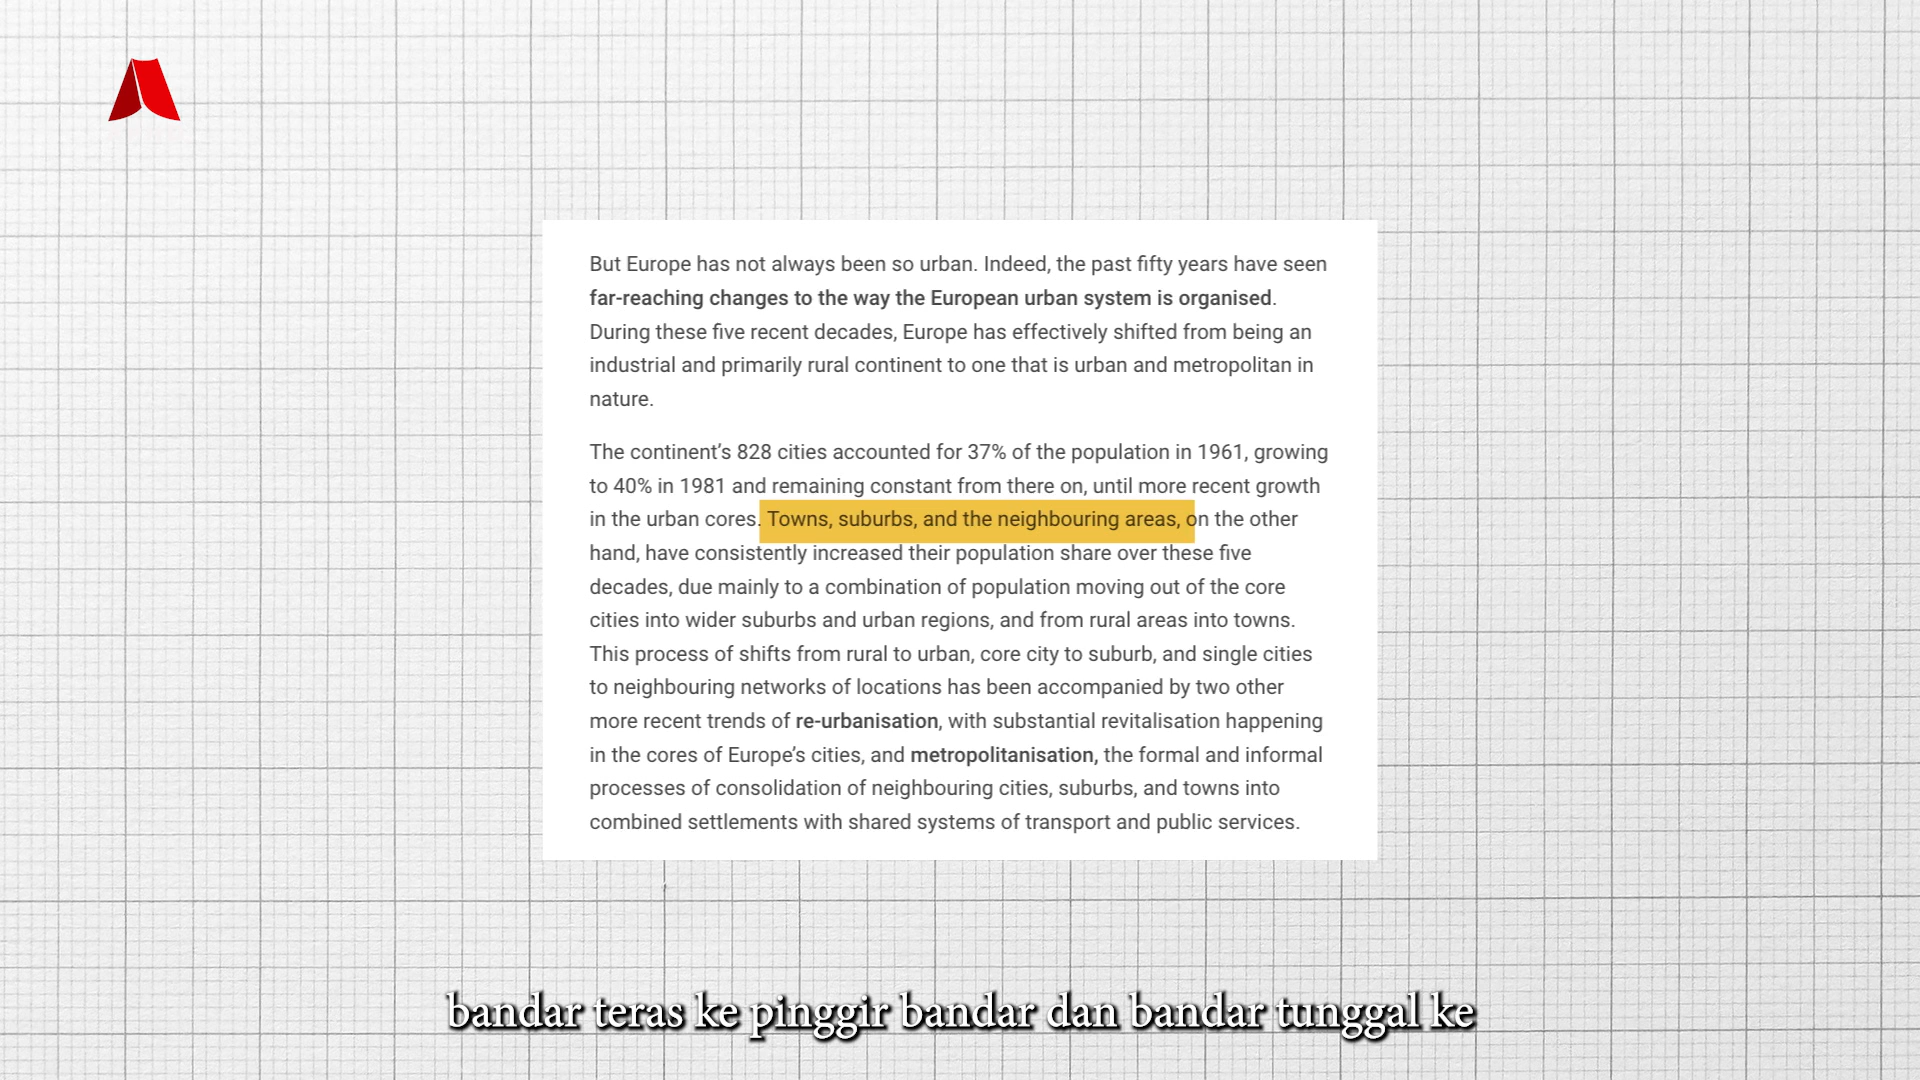 But Europe has not always been so urban. Indeed, the past fifty years have seen
far-reaching changes to the way the European urban system is organised.
During these five recent decades, Europe has effectively shifted from being an
industrial and primarily rural continent to one that is urban and metropolitan in
nature.
The continent’s 828 cities accounted for 37% of the population in 1961, growing
to 40% in 1981 and remaining constant from there on, until more recent growth
in the urban cores. Towns, suburbs, and the neighbouring areas, on the other
hand, have consistently increased their population share over these five
decades, due mainly to a combination of population moving out of the core
cities into wider suburbs and urban regions, and from rural areas into towns.
This process of shifts from rural to urban, core city to suburb, and single cities
to neighbouring networks of locations has been accompanied by two other
more recent trends of re-urbanisation, with substantial revitalisation happening
in the cores of Europe’s cities, and metropolitanisation, the formal and informal
processes of consolidation of neighbouring cities, suburbs, and towns into
combined settlements with shared systems of transport and public services.
bandar teras ke pinggir bandar dan bandar tunggal ke